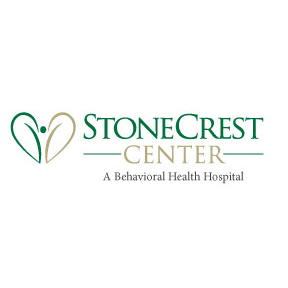 STONECREST
CENTER
A Behavioral Health Hospital